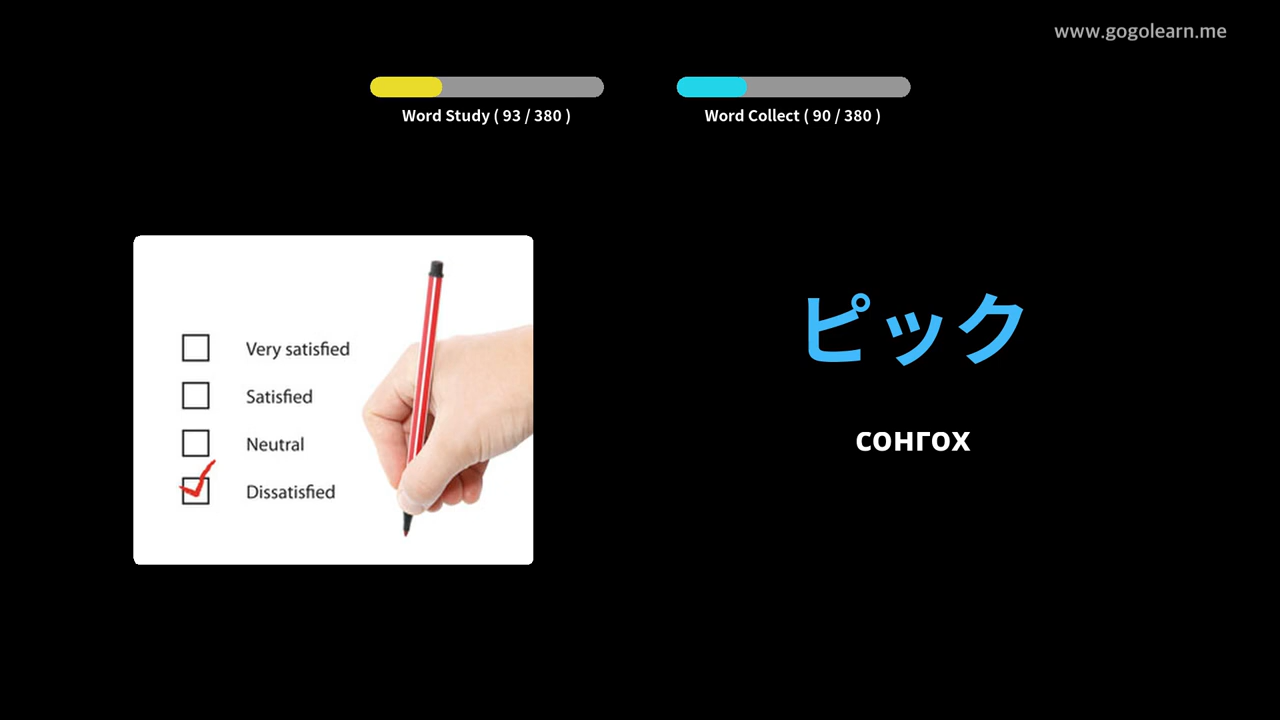 www.gogolearn.me
Word Study ( 93 / 380 )
Word Collect ( 90 / 380 )
Very satisfied
Satisfied
Neutral
Dissatisfied
ピック
сонгох